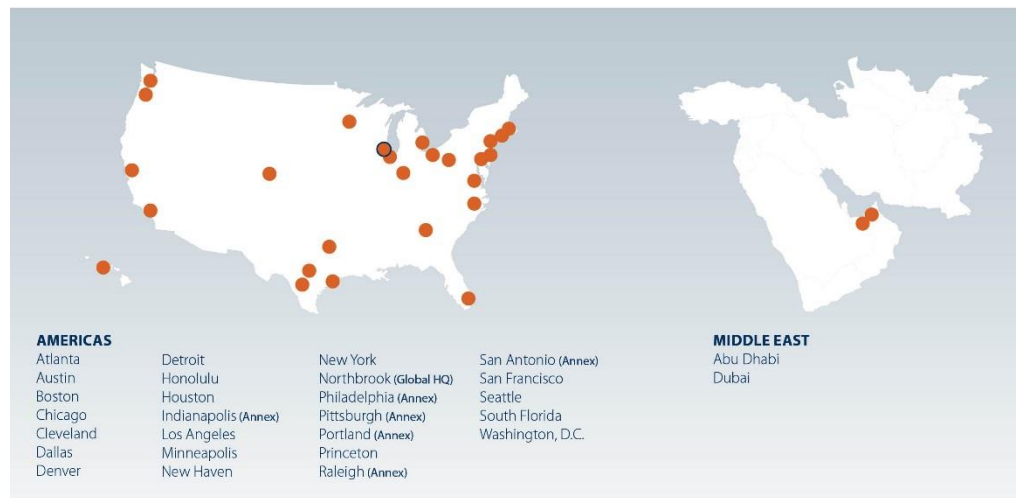 AMERICAS
Atlanta
Austin
Boston
Chicago
Cleveland
Dallas
Denver
Detroit
Honolulu
Houston
Indianapolis (Annex)
Los Angeles
Minneapolis
New Haven
New York
Northbrook (Global HQ)
Philadelphia (Annex)
Pittsburgh (Annex)
Portland (Annex)
Princeton
Raleigh (Annex)
San Antonio (Annex)
San Francisco
Seattle
South Florida
Washington, D.C.
MIDDLE EAST
Abu Dhabi
Dubai